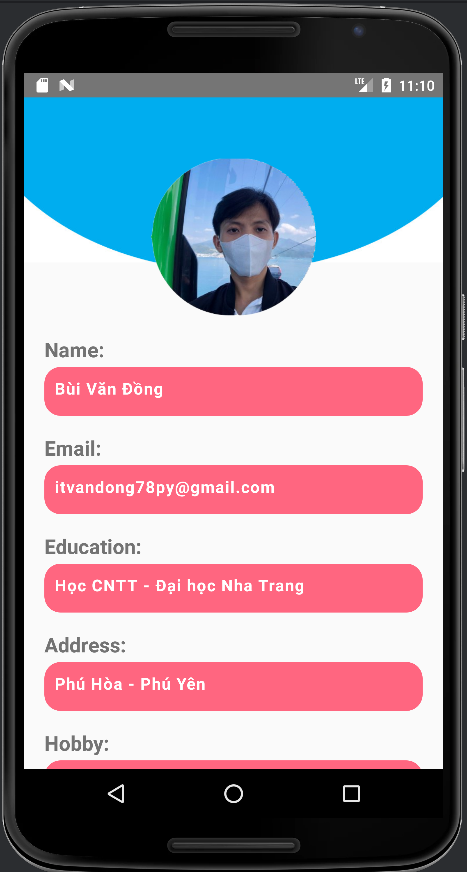 LTE 11:10
Name:
Bùi Văn Đồng
Email:
itvandong78py@gmail.com
Education:
Học CNTT - Đại học Nha Trang
Address:
Phú Hòa - Phú Yên
Hobby: